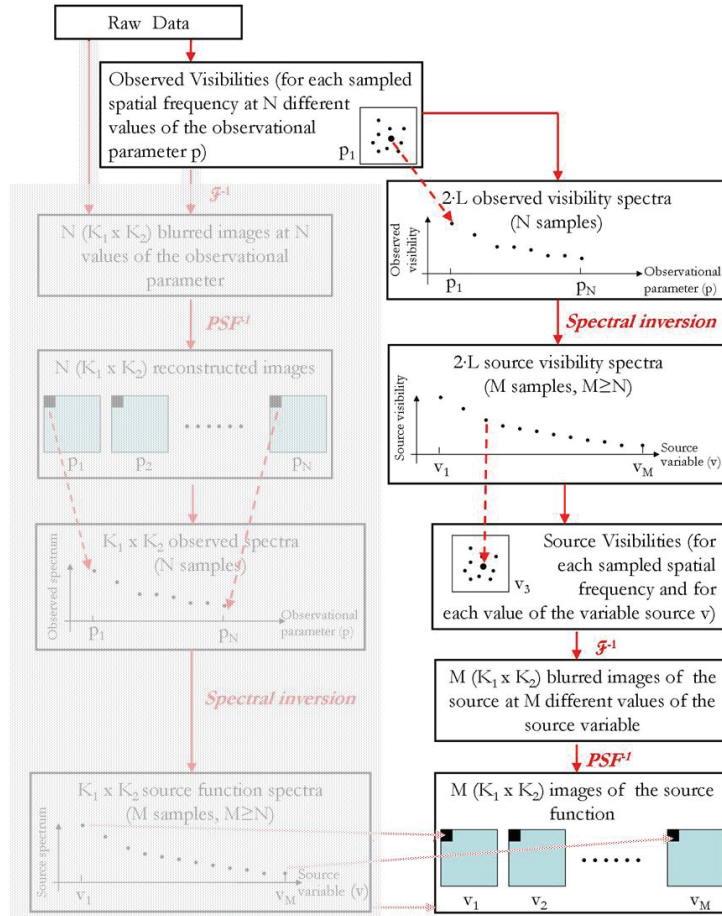 Raw Data
Observed Visibilities (for each sampled
spatial frequency at N different
values of the observational
parameter p)
p₁
ℱ⁻¹
N (K₁ x K₂) blurred images at N
values of the observational
parameter
PSF⁻¹
N (K₁ x K₂) reconstructed images
p₁
p₂
......
p_N
K₁ x K₂ observed spectra
(N samples)
Observed spectrum
p₁
p_N
Observational
parameter (p)
Spectral inversion
K₁ x K₂ source function spectra
(M samples, M≥N)
Source spectrum
v₁
v_M
Source
variable (v)
2·L observed visibility spectra
(N samples)
Observed
visibility
p₁
p_N
Observational
parameter (p)
Spectral inversion
2·L source visibility spectra
(M samples, M≥N)
Source visibility
v₁
v_M
Source
variable (v)
Source Visibilities (for
each sampled spatial
frequency and for
each value of the variable source v)
v₃
ℱ⁻¹
M (K₁ x K₂) blurred images of the
source at M different values of the
source variable
PSF⁻¹
M (K₁ x K₂) images of the source
function
v₁
v₂
......
v_M